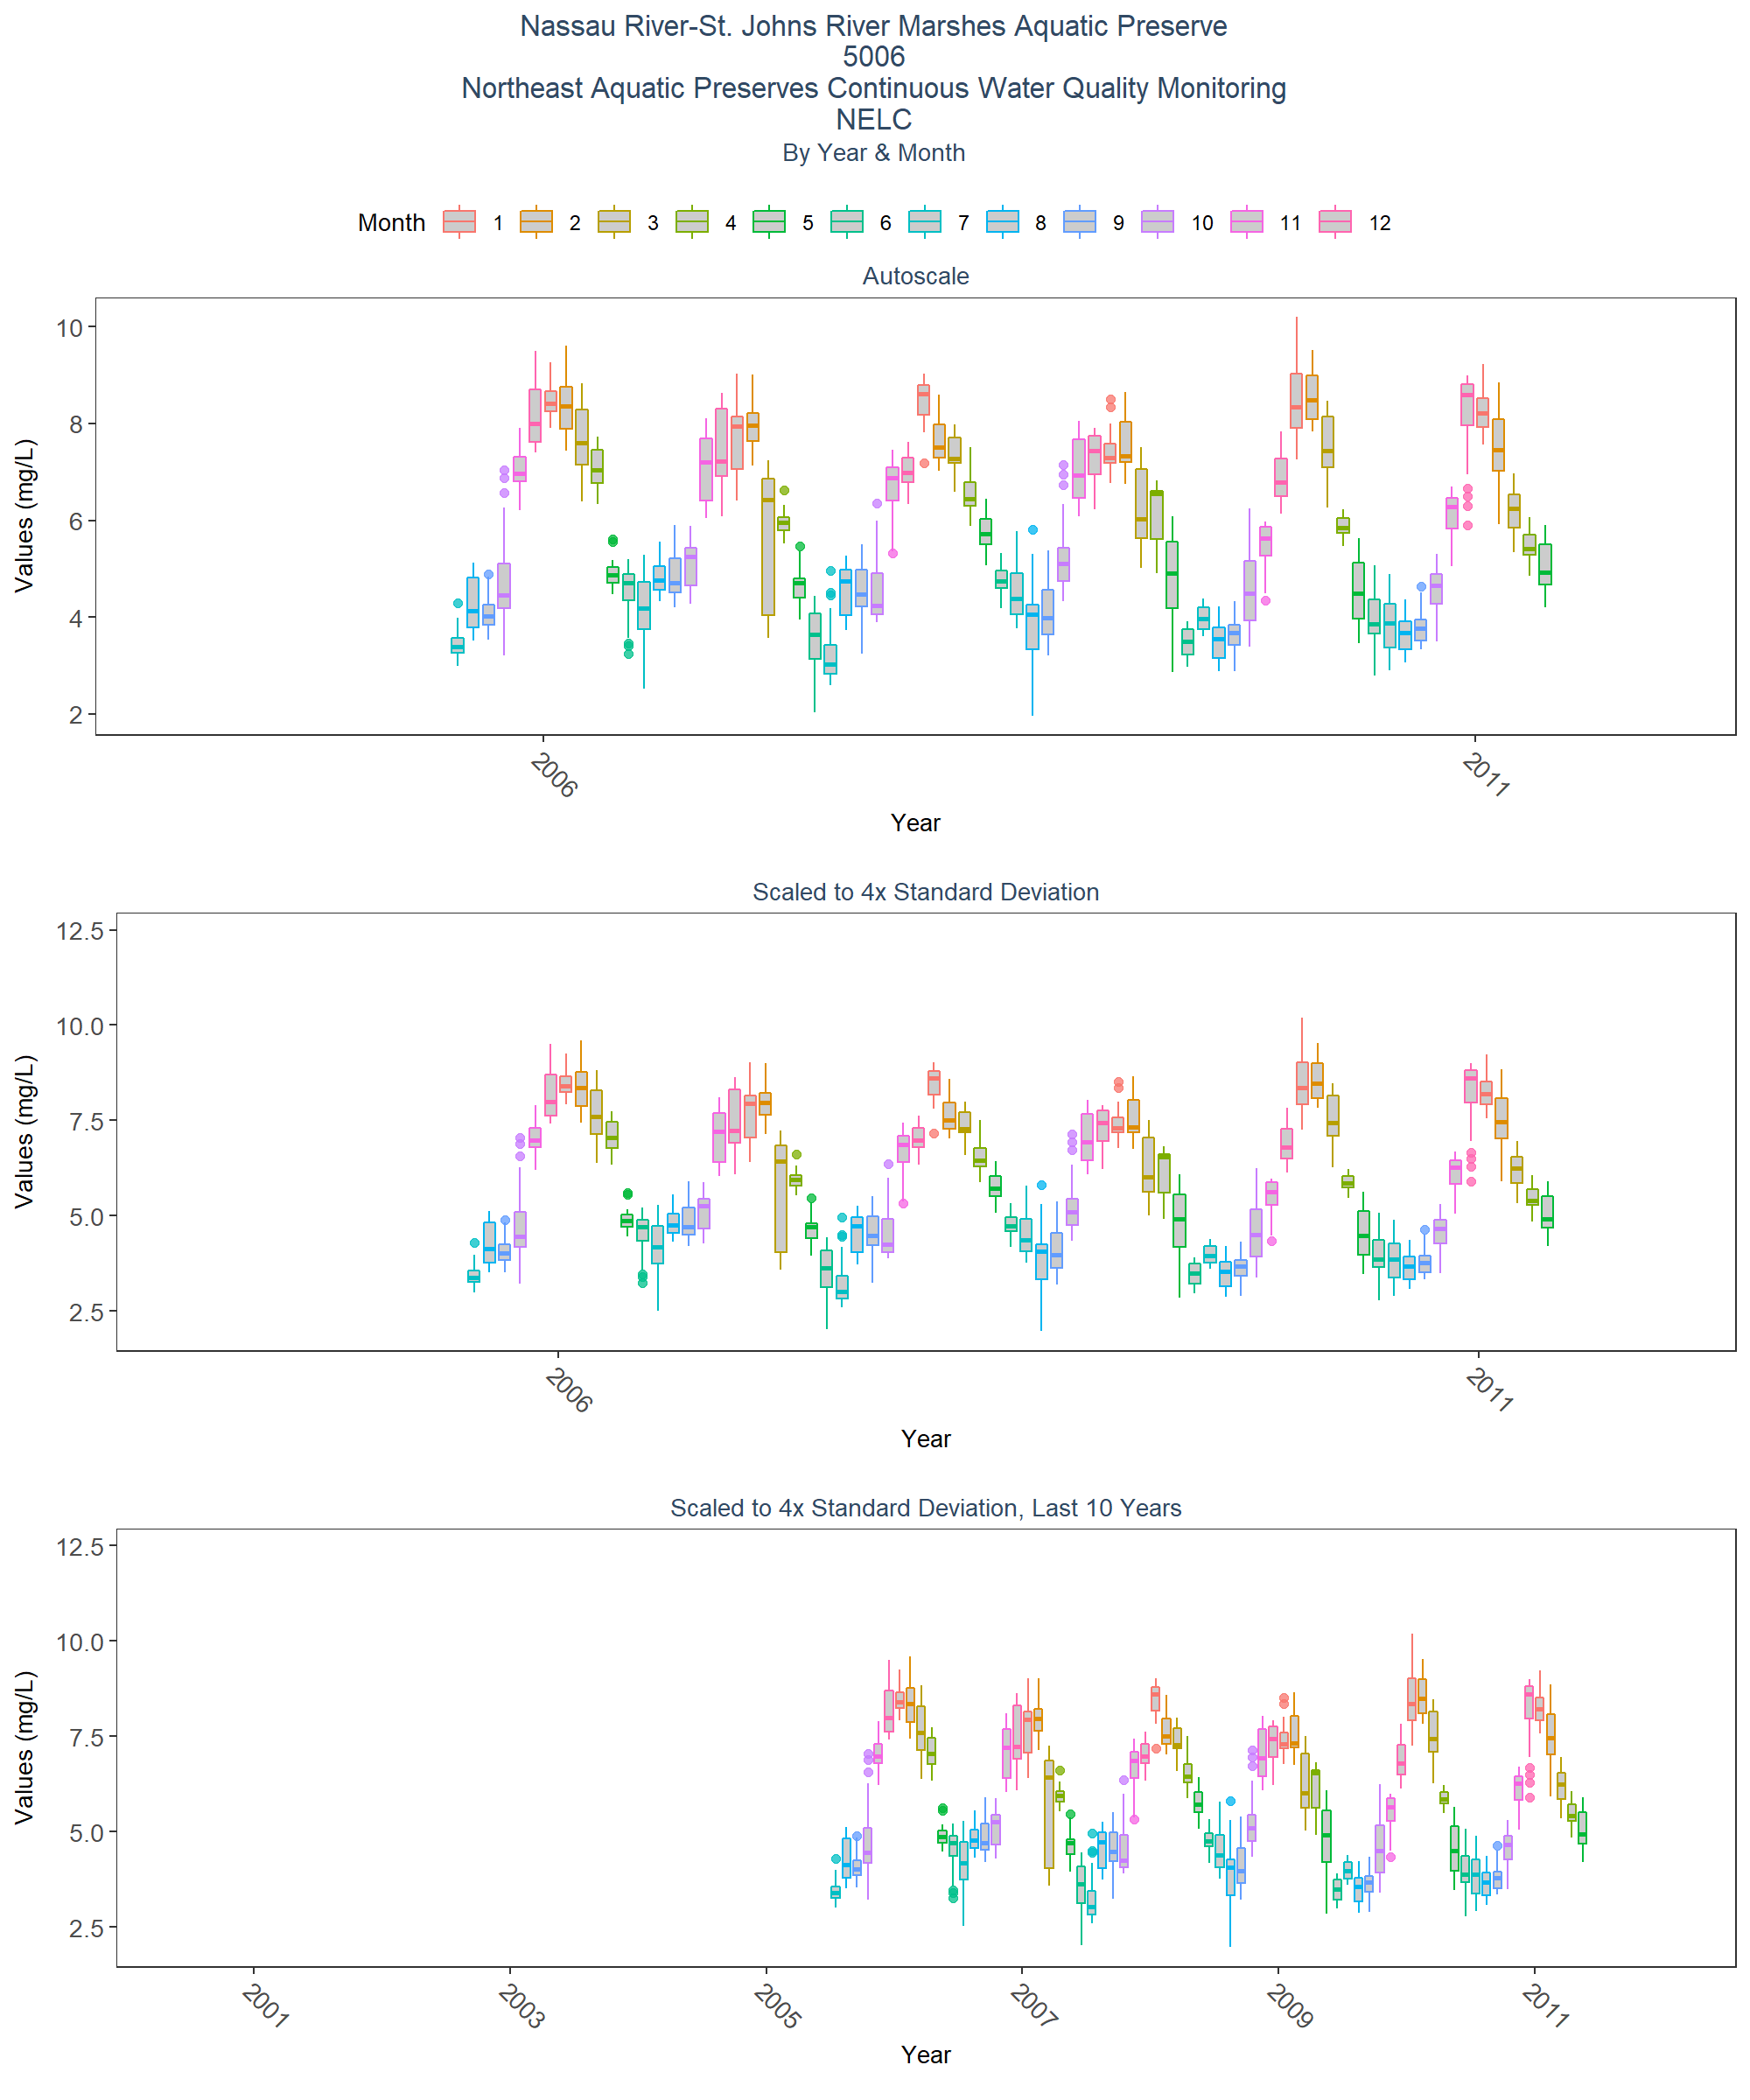 Nassau River-St. Johns River Marshes Aquatic Preserve
5006
Northeast Aquatic Preserves Continuous Water Quality Monitoring
NELC
By Year & Month
Month 1 2 3 4 5 6 7 8 9 10 11 12
Autoscale
Values (mg/L)
10
8
6
4
2
2006 2011
Year
Scaled to 4x Standard Deviation
Values (mg/L)
12.5
10.0
7.5
5.0
2.5
2006 2011
Year
Scaled to 4x Standard Deviation, Last 10 Years
Values (mg/L)
12.5
10.0
7.5
5.0
2.5
2001 2003 2005 2007 2009 2011
Year